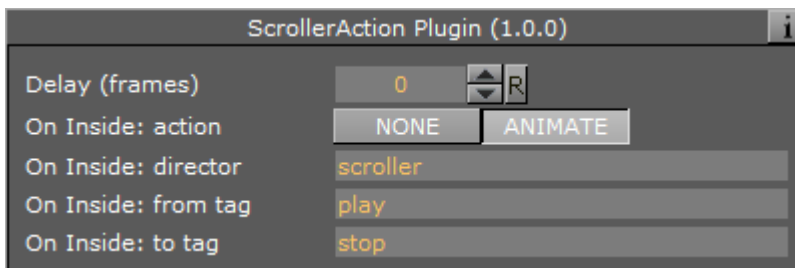 ScrollerAction Plugin (1.0.0) i
Delay (frames) 0 R
On Inside: action NONE ANIMATE
On Inside: director scroller
On Inside: from tag play
On Inside: to tag stop